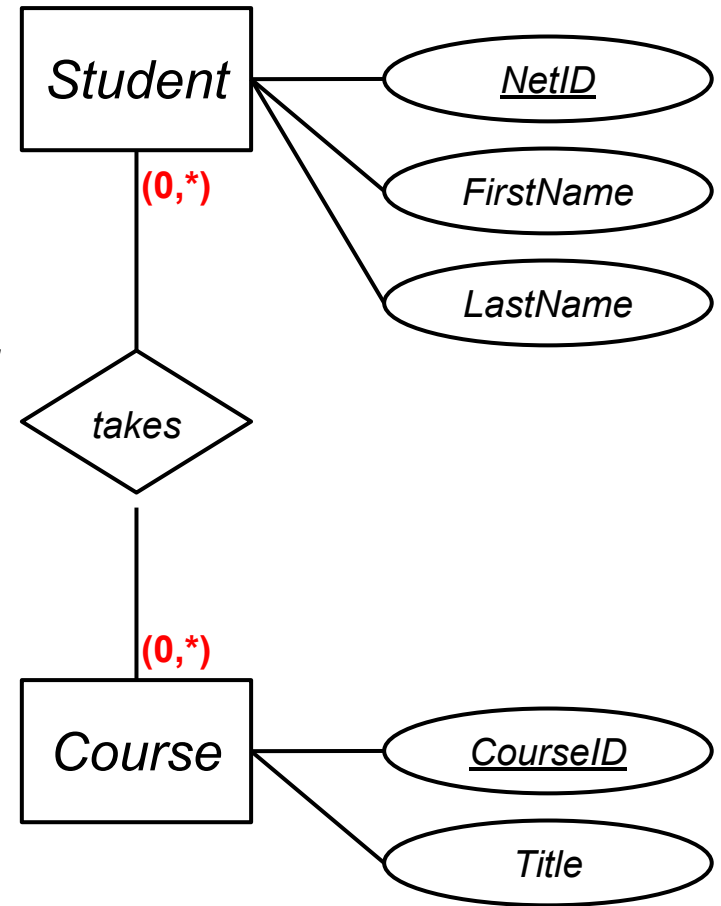 Student
NetID
(0,*)
FirstName
LastName
takes
(0,*)
Course
CourseID
Title